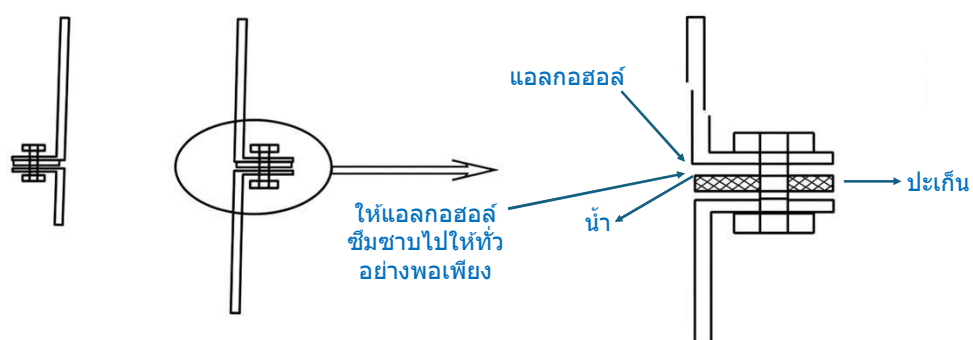 แอลกอฮอล์
ปะเก็น
ให้แอลกอฮอล์
ซึมซาบไปให้ทั่ว
อย่างพอเพียง
น้ำ